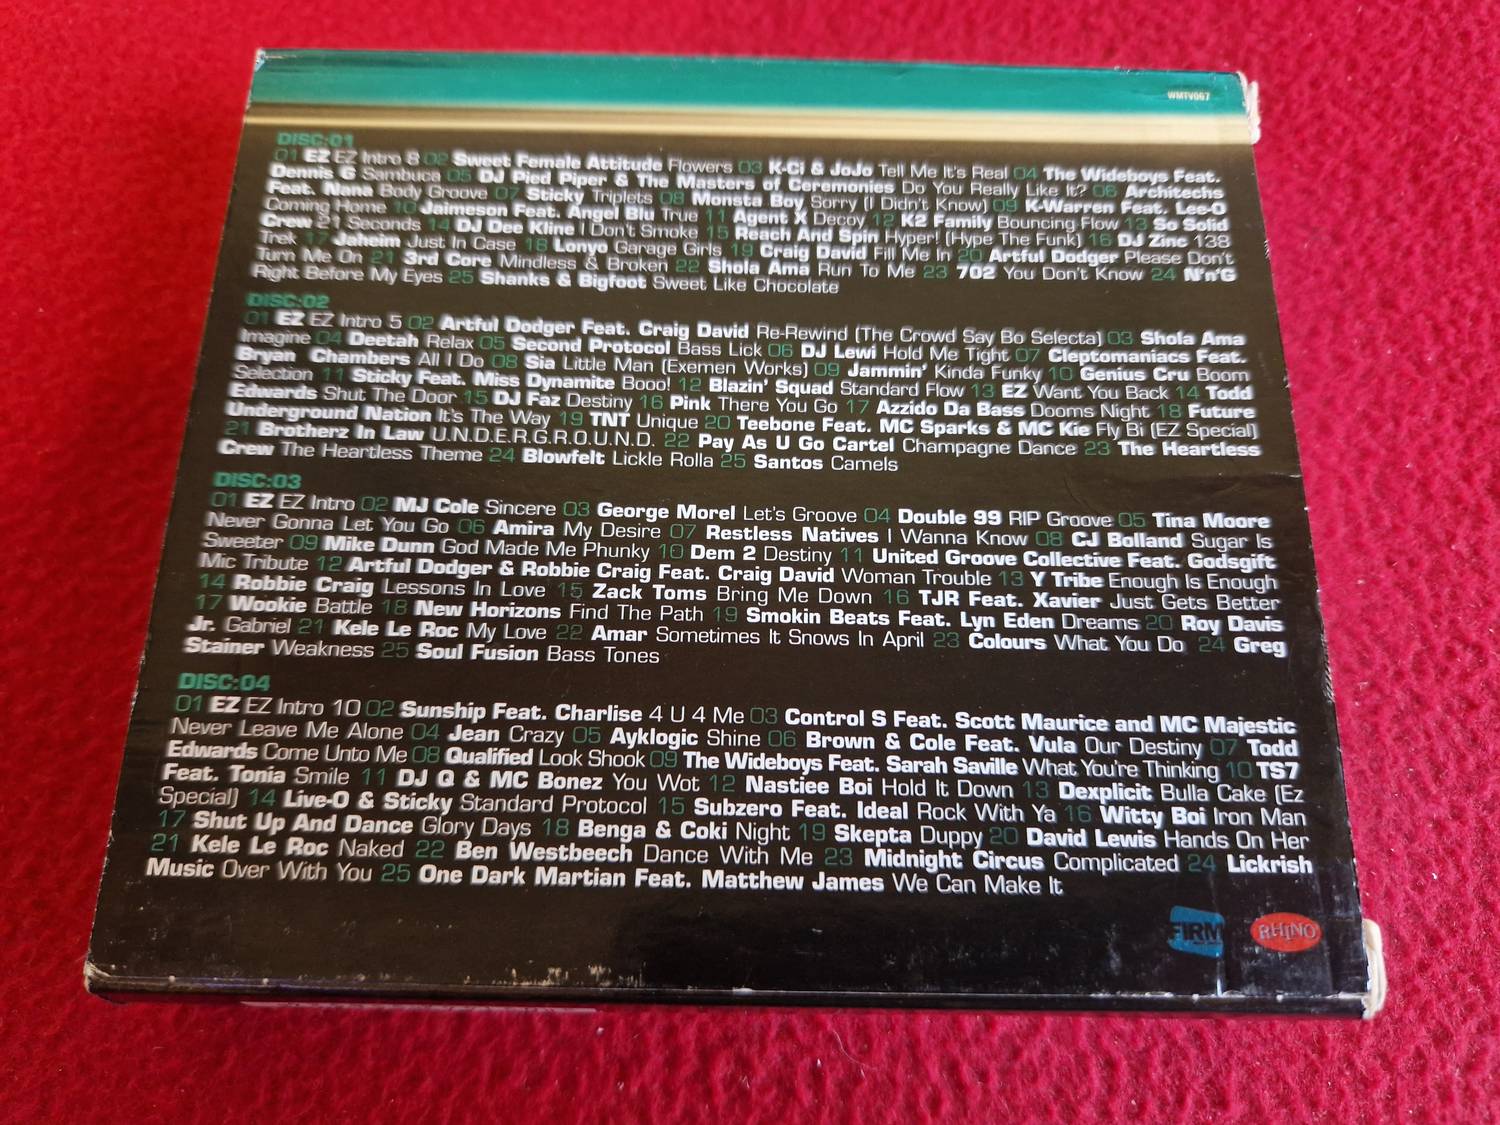 WMTV067
DISC:01
01 EZ EZ Intro 8 02 Sweet Female Attitude Flowers 03 K-Ci & JoJo Tell Me It's Real 04 The Wideboys Feat.
Dennis G Sambuca 05 DJ Pied Piper & The Masters of Ceremonies Do You Really Like It? 06 Architechs
Feat. Nana Body Groove 07 Sticky Triplets 08 Monsta Boy Sorry (I Didn't Know) 09 K-Warren Feat. Lee-O
Coming Home 10 Jaimeson Feat. Angel Blu True 11 Agent X Decoy 12 K2 Family Bouncing Flow 13 So Solid
Crew 21 Seconds 14 DJ Dee Kline I Don't Smoke 15 Reach And Spin Hyper! (Hype The Funk) 16 DJ Zinc 138
Trek 17 Jaheim Just In Case 18 Lonyo Garage Girls 19 Craig David Fill Me In 20 Artful Dodger Please Don't
Turn Me On 21 3rd Core Mindless & Broken 22 Shola Ama Run To Me 23 702 You Don't Know 24 N'n'G
Right Before My Eyes 25 Shanks & Bigfoot Sweet Like Chocolate
DISC:02
01 EZ EZ Intro 5 02 Artful Dodger Feat. Craig David Re-Rewind (The Crowd Say Bo Selecta) 03 Shola Ama
Imagine 04 Deetah Relax 05 Second Protocol Bass Lick 06 DJ Lewi Hold Me Tight 07 Cleptomaniacs Feat.
Bryan Chambers All I Do 08 Sia Little Man (Exemen Works) 09 Jammin' Kinda Funky 10 Genius Cru Boom
Selection 11 Sticky Feat. Miss Dynamite Booo! 12 Blazin' Squad Standard Flow 13 EZ Want You Back 14 Todd
Edwards Shut The Door 15 DJ Faz Destiny 16 Pink There You Go 17 Azzido Da Bass Dooms Night 18 Future
Underground Nation It's The Way 19 TNT Unique 20 Teebone Feat. MC Sparks & MC Kie Fly Bi (EZ Special)
21 Brotherz In Law U.N.D.E.R.G.R.O.U.N.D. 22 Pay As U Go Cartel Champagne Dance 23 The Heartless
Crew The Heartless Theme 24 Blowfelt Lickle Rolla 25 Santos Camels
DISC:03
01 EZ EZ Intro 02 MJ Cole Sincere 03 George Morel Let's Groove 04 Double 99 RIP Groove 05 Tina Moore
Never Gonna Let You Go 06 Amira My Desire 07 Restless Natives I Wanna Know 08 CJ Bolland Sugar Is
Sweeter 09 Mike Dunn God Made Me Phunky 10 Dem 2 Destiny 11 United Groove Collective Feat. Godsgift
Mic Tribute 12 Artful Dodger & Robbie Craig Feat. Craig David Woman Trouble 13 Y Tribe Enough Is Enough
14 Robbie Craig Lessons In Love 15 Zack Toms Bring Me Down 16 TJR Feat. Xavier Just Gets Better
17 Wookie Battle 18 New Horizons Find The Path 19 Smokin Beats Feat. Lyn Eden Dreams 20 Roy Davis
Jr. Gabriel 21 Kele Le Roc My Love 22 Amar Sometimes It Snows In April 23 Colours What You Do 24 Greg
Stainer Weakness 25 Soul Fusion Bass Tones
DISC:04
01 EZ EZ Intro 10 02 Sunship Feat. Charlise 4 U 4 Me 03 Control S Feat. Scott Maurice and MC Majestic
Never Leave Me Alone 04 Jean Crazy 05 Ayklogic Shine 06 Brown & Cole Feat. Vula Our Destiny 07 Todd
Edwards Come Unto Me 08 Qualified Look Shook 09 The Wideboys Feat. Sarah Saville What You're Thinking 10 TS7
Feat. Tonia Smile 11 DJ Q & MC Bonez You Wot 12 Nastiee Boi Hold It Down 13 Dexplicit Bulla Cake (Ez
Special) 14 Live-O & Sticky Standard Protocol 15 Subzero Feat. Ideal Rock With Ya 16 Witty Boi Iron Man
17 Shut Up And Dance Glory Days 18 Benga & Coki Night 19 Skepta Duppy 20 David Lewis Hands On Her
21 Kele Le Roc Naked 22 Ben Westbeech Dance With Me 23 Midnight Circus Complicated 24 Lickrish
Music Over With You 25 One Dark Martian Feat. Matthew James We Can Make It
FIRM
RHINO